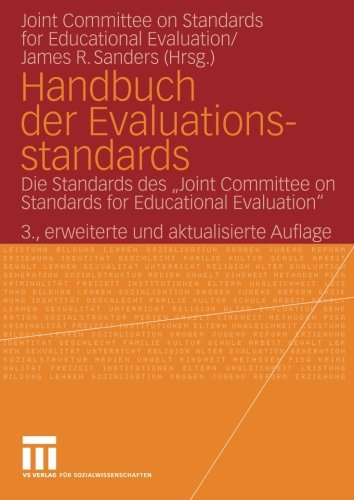 Joint Committee on Standards
for Educational Evaluation/
James R. Sanders (Hrsg.)
Handbuch
der Evaluations-
standards
Die Standards des „Joint Committee on
Standards for Educational Evaluation“
3., erweiterte und aktualisierte Auflage
LEISTUNG BILDUNG LEHREN SOZIALISATION DROGEN JUGEND REFORM
ERZIEHUNG IDENTITÄT GESCHLECHT FAMILIE KULTUR SCHULE ARBEIT
GEWALT LERNEN SEXUALITÄT UNTERRICHT RELIGION ALTER EVALUATION
GENERATION SOZIALSTRUKTUR MEDIEN UMWELT KINDHEIT METHODEN PISA
KRIMINALITÄT FREIZEIT INSTITUTIONEN ELTERN UNGLEICHHEIT LEIS
TUNG BILDUNG LEHREN SOZIALISATION DROGEN JUGEND REFORM ERZIE
HUNG IDENTITÄT GESCHLECHT FAMILIE KULTUR SCHULE ARBEIT GEWALT
LERNEN SEXUALITÄT UNTERRICHT RELIGION ALTER EVALUATION GENE
RATION SOZIALSTRUKTUR MEDIEN UMWELT KINDHEIT METHODEN PISA
KRIMINALITÄT FREIZEIT INSTITUTIONEN ELTERN UNGLEICHHEIT LEIS
TUNG BILDUNG LEHREN SOZIALISATION DROGEN JUGEND REFORM ERZIE
HUNG IDENTITÄT GESCHLECHT FAMILIE SCHULE ARBEIT GEWALT LER
NEN SEXUALITÄT UNTERRICHT RELIGION ALTER EVALUATION GENERATION
SOZIALSTRUKTUR MEDIEN UMWELT KINDHEIT METHODEN PISA KRIMI
NALITÄT FREIZEIT INSTITUTIONEN ELTERN UNGLEICHHEIT LEISTUNG
BILDUNG LEHREN SOZIALISATION DROGEN JUGEND REFORM ERZIEHUNG
VS VERLAG FÜR SOZIALWISSENSCHAFTEN